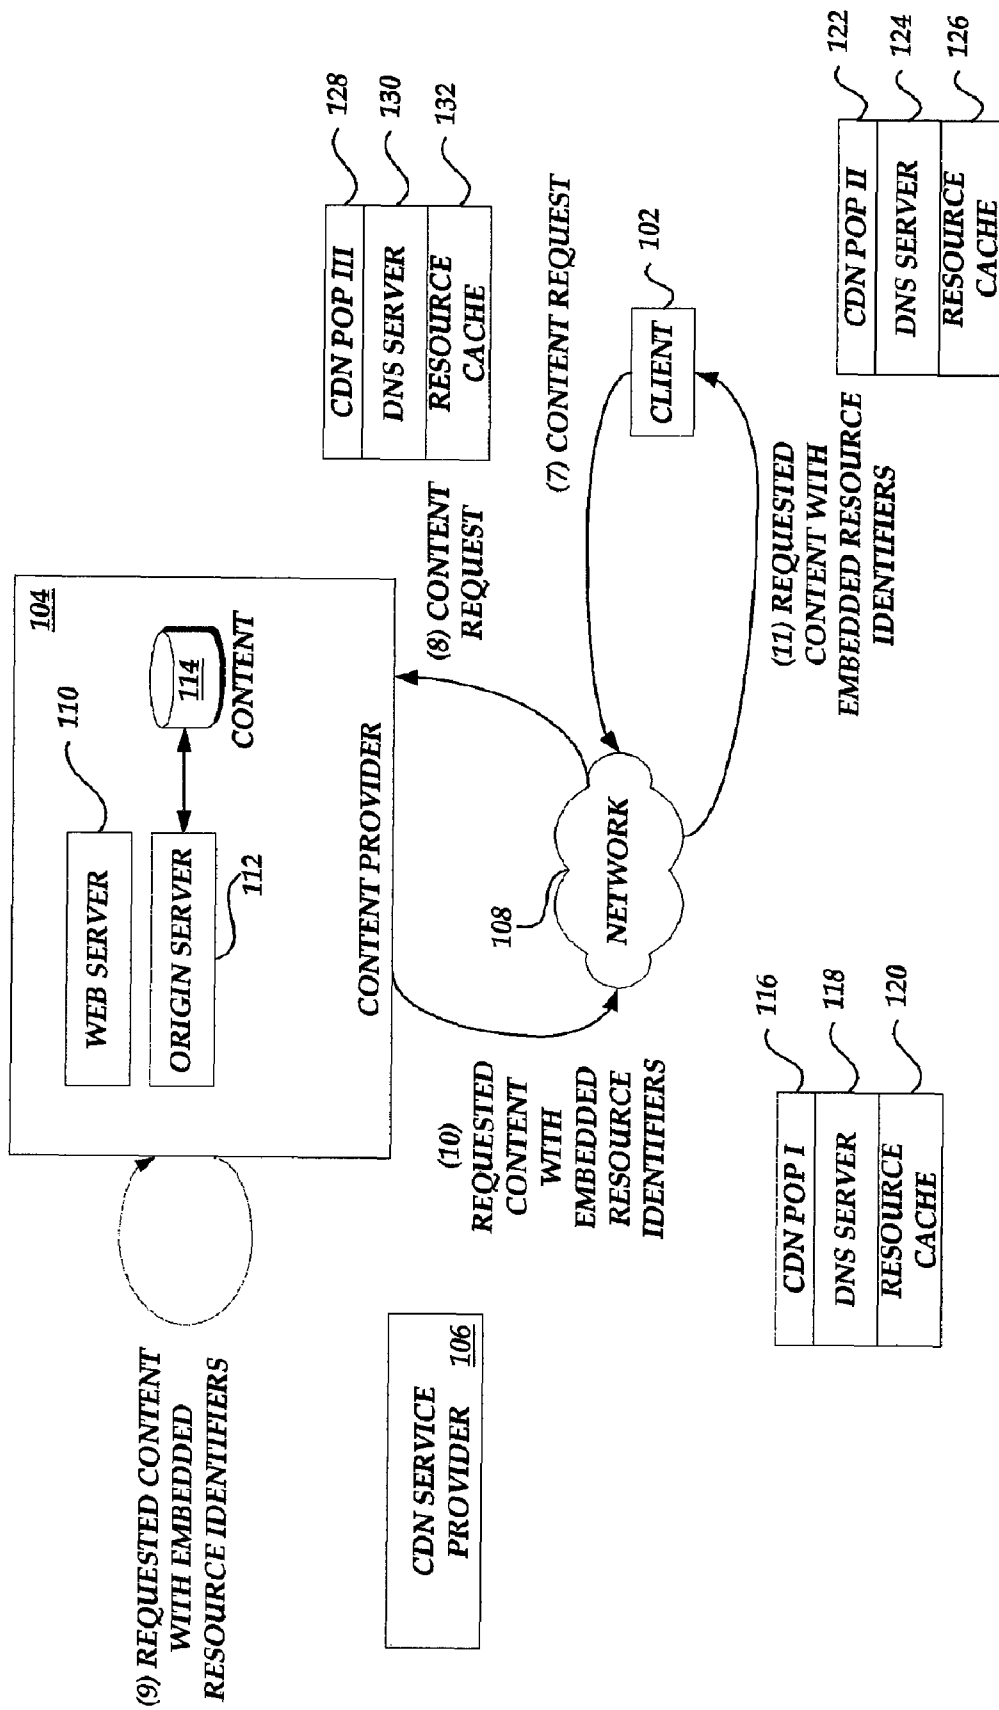 (9) REQUESTED CONTENT
WITH EMBEDDED
RESOURCE IDENTIFIERS
WEB SERVER
110
104
ORIGIN SERVER
112
114
CONTENT
CONTENT PROVIDER
CDN SERVICE
PROVIDER
106
(10)
REQUESTED
CONTENT
WITH
EMBEDDED
RESOURCE
IDENTIFIERS
(8) CONTENT
REQUEST
CDN POP III
DNS SERVER
RESOURCE
CACHE
128
130
132
108
NETWORK
(7) CONTENT REQUEST
CLIENT
102
(11) REQUESTED
CONTENT WITH
EMBEDDED RESOURCE
IDENTIFIERS
CDN POP I
DNS SERVER
RESOURCE
CACHE
116
118
120
CDN POP II
DNS SERVER
RESOURCE
CACHE
122
124
126